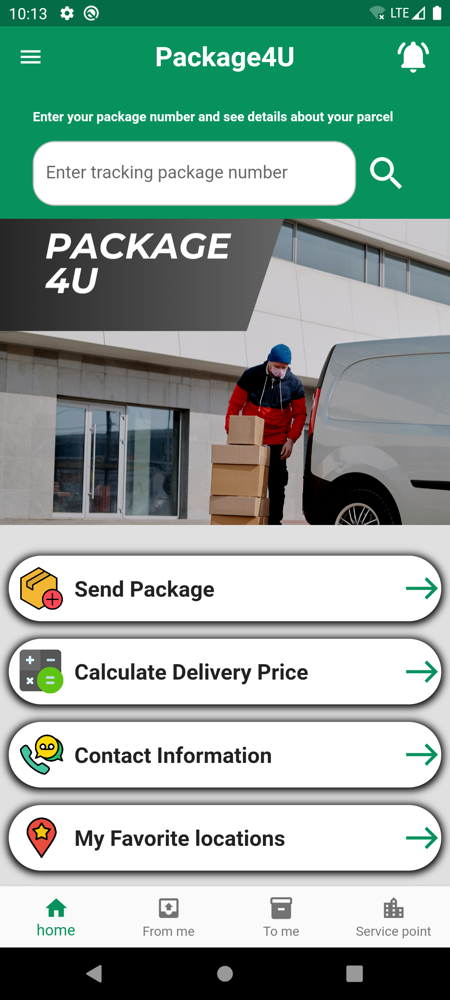 10:13
LTE
Package4U
Enter your package number and see details about your parcel
Enter tracking package number
PACKAGE
4U
Send Package
Calculate Delivery Price
Contact Information
My Favorite locations
home
From me
To me
Service point